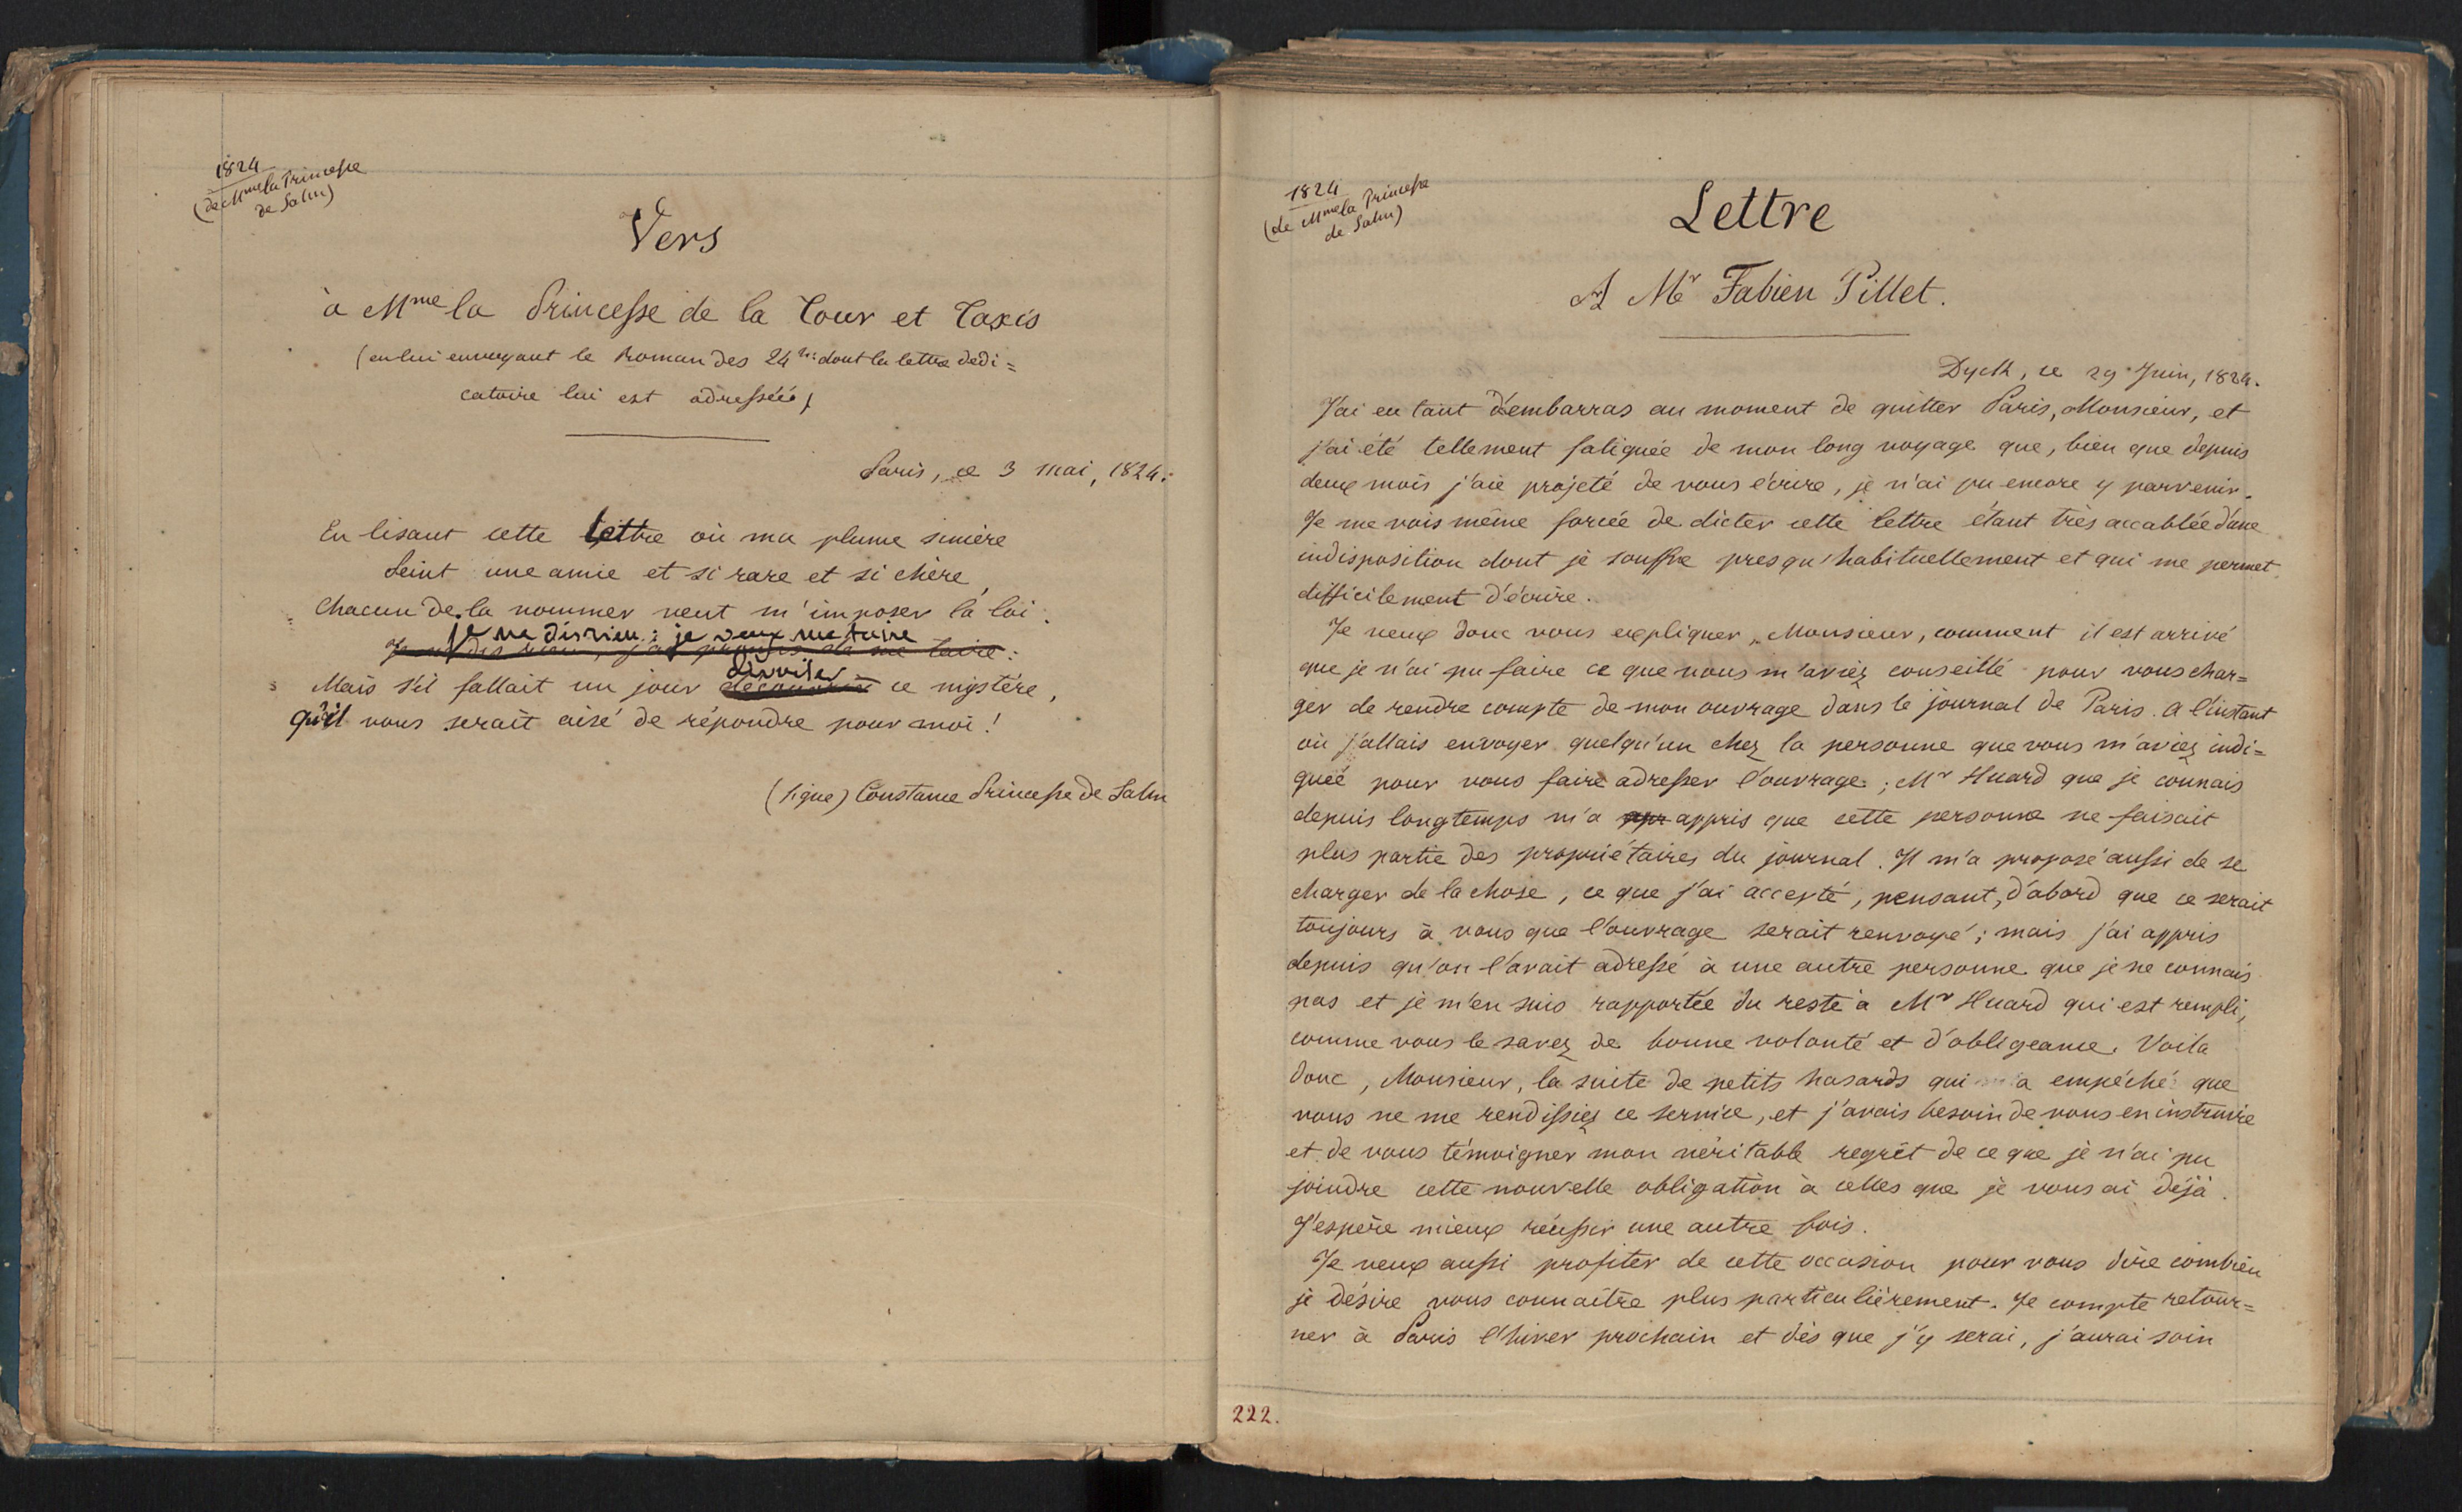 1824
(de Mme la Princesse
de Salm)
Vers
à Mme la Princesse de la Tour et Taxis
(en lui envoyant le Roman des 24 h: dont la lettre dédi=
catoire lui est adressée)
Paris, ce 3 mai, 1824.
En lisant cette lettre où ma plume sincère
Peint une amie et si rare et si chère,
Chacun de la nommer veut m'imposer la loi:
je ne dis rien; je veux me taire
Je ne dis rien, j'ai promis de me taire:
dévoiler
Mais s'il fallait un jour découvrir ce mystère,
qu'il vous serait aisé de répondre pour moi!
(signé) Constance Princesse de Salm
1824
(de Mme la Princesse
de Salm)
Lettre
A Mr Fabien Pillet.
Dyck, ce 29 Juin, 1824.
J'ai eu tant d'embarras au moment de quitter Paris, Monsieur, et
j'ai été tellement fatiguée de mon long voyage que, bien que depuis
deux mois j'aie projeté de vous écrire, je n'ai pu encore y parvenir.
Je me vois même forcée de dicter cette lettre étant très accablée d'une
indisposition dont je souffre presqu'habituellement et qui me permet
difficilement d'écrire.
Je veux donc vous expliquer, Monsieur, comment il est arrivé
que je n'ai pu faire ce que vous m'aviez conseillé pour vous char=
ger de rendre compte de mon ouvrage dans le journal de Paris. A l'instant
où j'allais envoyer quelqu'un chez la personne que vous m'aviez indi=
quée pour vous faire adresser l'ouvrage; Mr Huard que je connais
depuis longtemps m'a appris que cette personne ne faisait
plus partie des propriétaires du journal. Il m'a proposé aussi de se
charger de la chose, ce que j'ai accepté, pensant, d'abord que ce serait
toujours à vous que l'ouvrage serait renvoyé; mais j'ai appris
depuis qu'on l'avait adressé à une autre personne que je ne connais
pas et je m'en suis rapportée du reste à Mr Huard qui est rempli,
comme vous le savez de bonne volonté et d'obligeance. Voila
donc, Monsieur, la suite de petits hasards qui a empêché que
vous ne me rendissiez ce service, et j'avais besoin de vous en instruire
et de vous témoigner mon véritable regrêt de ce que je n'ai pu
joindre cette nouvelle obligation à celles que je vous ai déjà.
J'espère mieux réussir une autre fois.
Je veux aussi profiter de cette occasion pour vous dire combien
je désire vous connaître plus particulièrement. Je compte retour=
ner à Paris l'hiver prochain et dès que j'y serai, j'aurai soin
222.